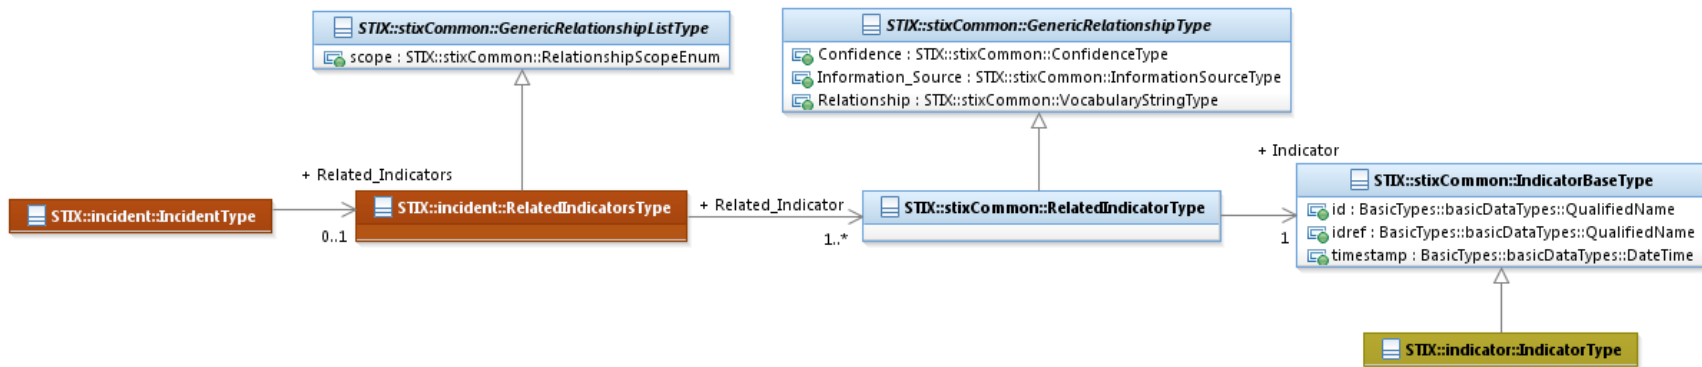 STIX::stixCommon::GenericRelationshipListType
scope : STIX::stixCommon::RelationshipScopeEnum
STIX::stixCommon::GenericRelationshipType
Confidence : STIX::stixCommon::ConfidenceType
Information_Source : STIX::stixCommon::InformationSourceType
Relationship : STIX::stixCommon::VocabularyStringType
+ Related_Indicators
STIX::incident::IncidentType
0..1
STIX::incident::RelatedIndicatorsType
+ Related_Indicator
1..*
STIX::stixCommon::RelatedIndicatorType
+ Indicator
1
STIX::stixCommon::IndicatorBaseType
id : BasicTypes::basicDataTypes::QualifiedName
idref : BasicTypes::basicDataTypes::QualifiedName
timestamp : BasicTypes::basicDataTypes::DateTime
STIX::indicator::IndicatorType